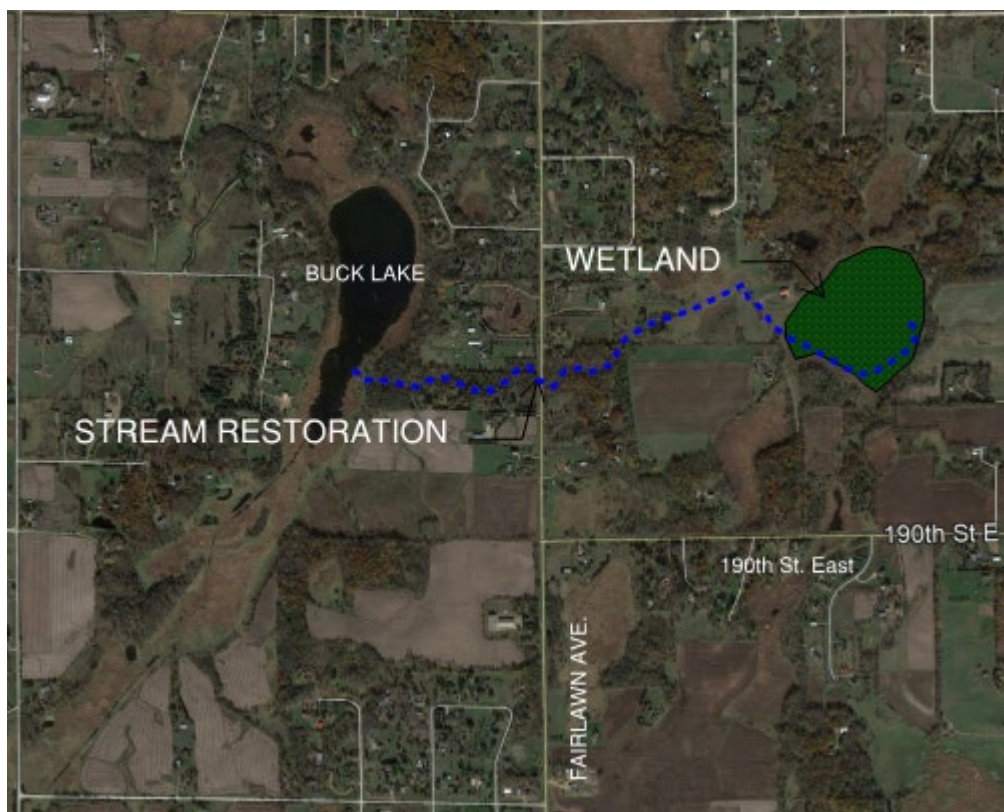 WETLAND
BUCK LAKE
STREAM RESTORATION
190th St E
190th St. East
FAIRLAWN AVE.